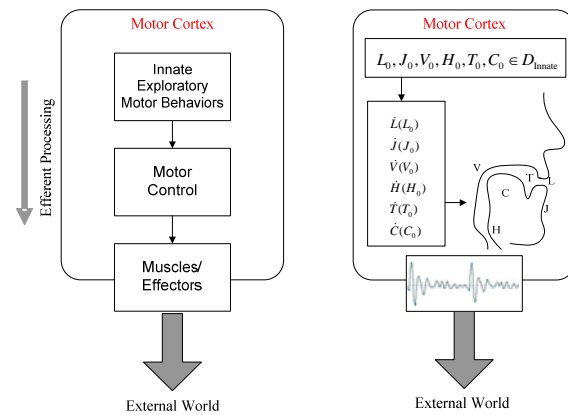 Motor Cortex
Innate
Exploratory
Motor Behaviors
Motor
Control
Muscles/
Effectors
External World
Efferent Processing
Motor Cortex
L₀, J₀, V₀, H₀, T₀, C₀ ∈ D_Innate
L̇(L₀)
J̇(J₀)
V̇(V₀)
Ḣ(H₀)
Ṫ(T₀)
Ċ(C₀)
V
T
L
C
J
H
External World